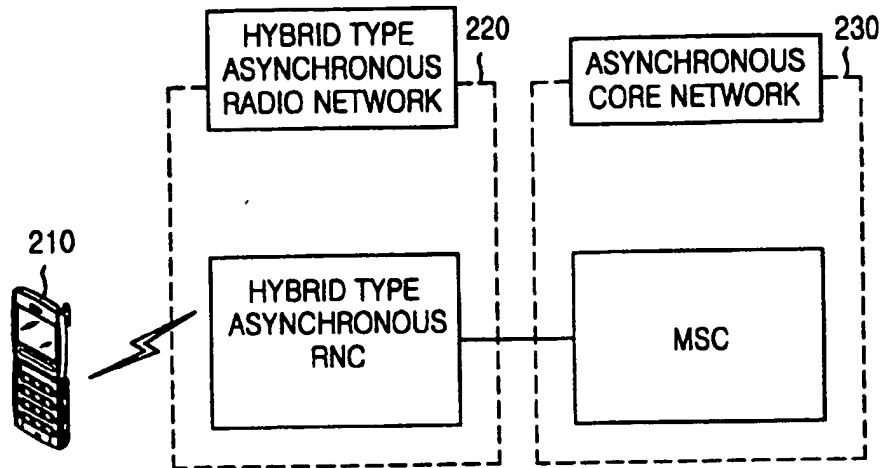 HYBRID TYPE
ASYNCHRONOUS
RADIO NETWORK
220
ASYNCHRONOUS
CORE NETWORK
230
210
HYBRID TYPE
ASYNCHRONOUS
RNC
MSC